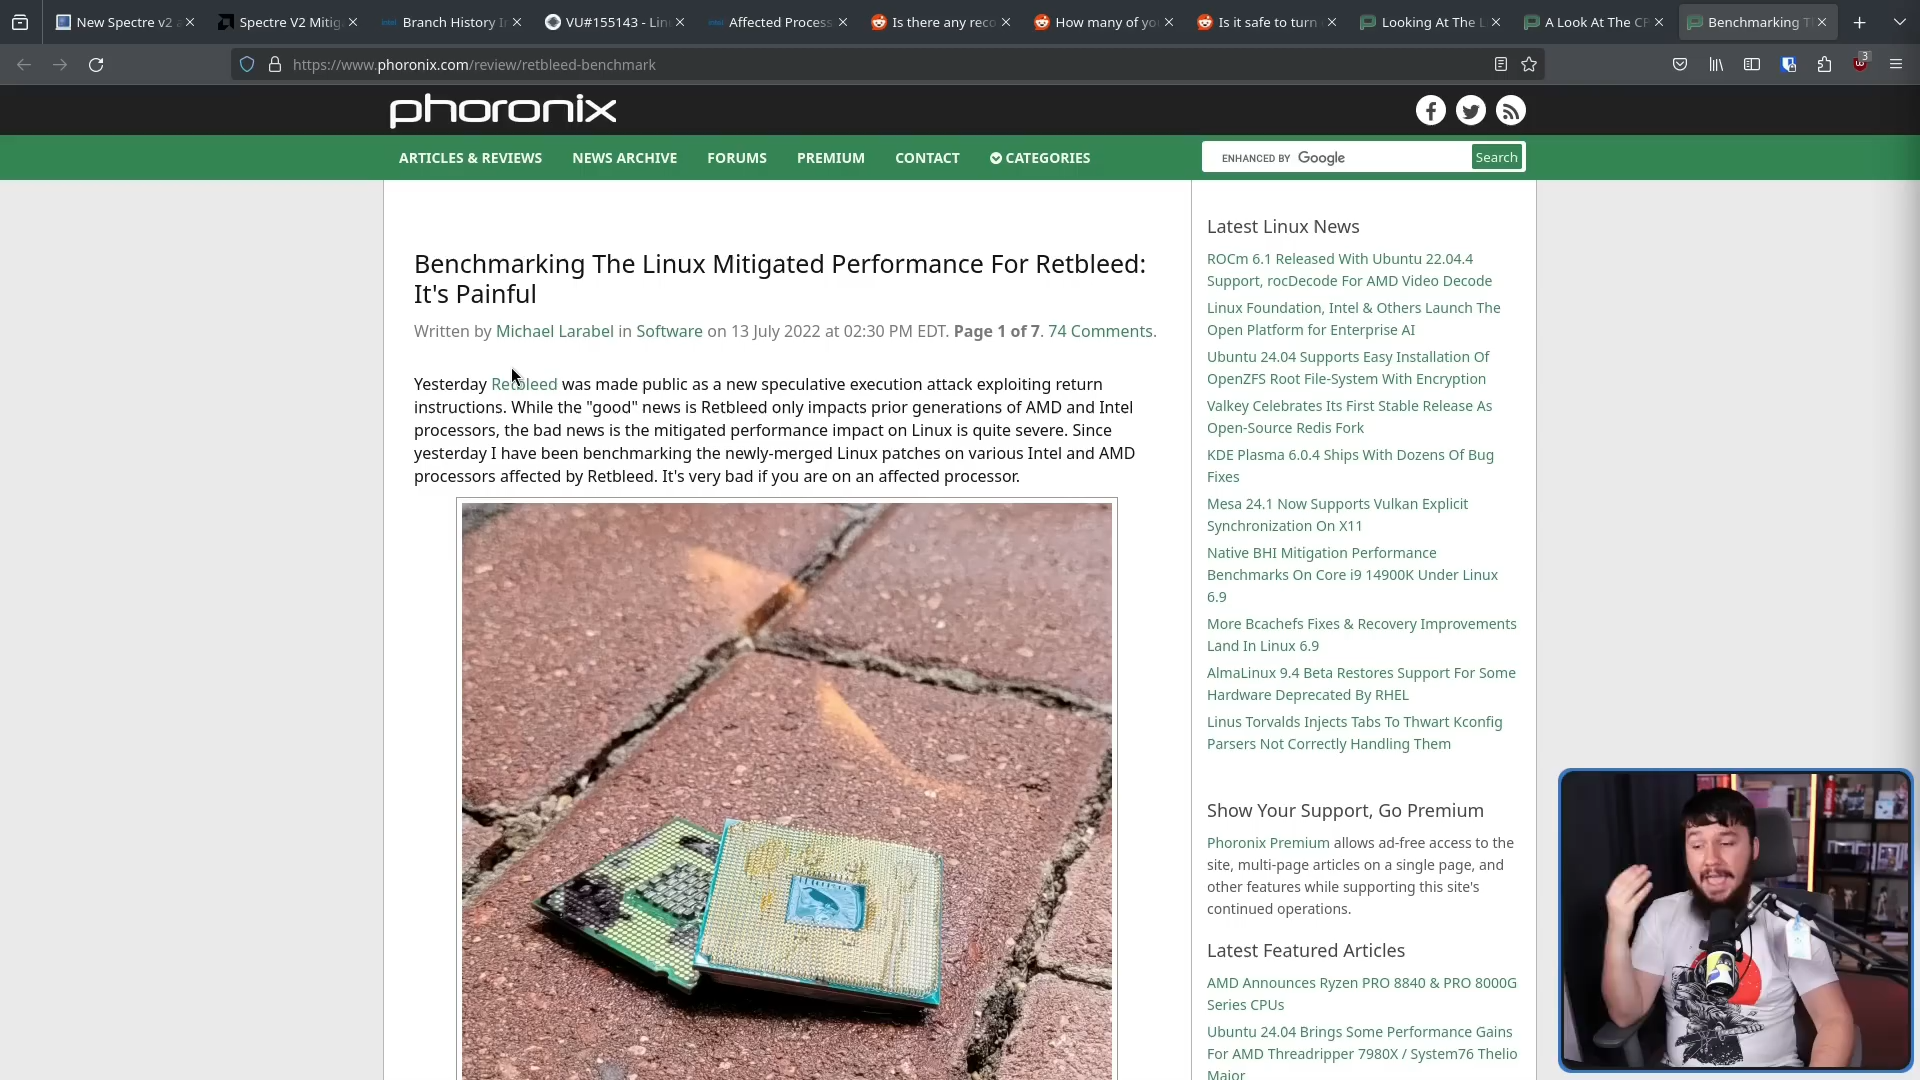 New Spectre v2 a
Spectre V2 Mitig
Branch History In
VU#155143 - Lin
Affected Process
Is there any reco
How many of yo
Is it safe to turn
Looking At The L
A Look At The CP
Benchmarking T
https://www.phoronix.com/review/retbleed-benchmark
3
phoronix
ARTICLES & REVIEWS
NEWS ARCHIVE
FORUMS
PREMIUM
CONTACT
CATEGORIES
ENHANCED BY Google
Search
Benchmarking The Linux Mitigated Performance For Retbleed:
It's Painful
Written by Michael Larabel in Software on 13 July 2022 at 02:30 PM EDT. Page 1 of 7. 74 Comments.
Yesterday Retbleed was made public as a new speculative execution attack exploiting return
instructions. While the "good" news is Retbleed only impacts prior generations of AMD and Intel
processors, the bad news is the mitigated performance impact on Linux is quite severe. Since
yesterday I have been benchmarking the newly-merged Linux patches on various Intel and AMD
processors affected by Retbleed. It's very bad if you are on an affected processor.
Latest Linux News
ROCm 6.1 Released With Ubuntu 22.04.4
Support, rocDecode For AMD Video Decode
Linux Foundation, Intel & Others Launch The
Open Platform for Enterprise AI
Ubuntu 24.04 Supports Easy Installation Of
OpenZFS Root File-System With Encryption
Valkey Celebrates Its First Stable Release As
Open-Source Redis Fork
KDE Plasma 6.0.4 Ships With Dozens Of Bug
Fixes
Mesa 24.1 Now Supports Vulkan Explicit
Synchronization On X11
Native BHI Mitigation Performance
Benchmarks On Core i9 14900K Under Linux
6.9
More Bcachefs Fixes & Recovery Improvements
Land In Linux 6.9
AlmaLinux 9.4 Beta Restores Support For Some
Hardware Deprecated By RHEL
Linus Torvalds Injects Tabs To Thwart Kconfig
Parsers Not Correctly Handling Them
Show Your Support, Go Premium
Phoronix Premium allows ad-free access to the
site, multi-page articles on a single page, and
other features while supporting this site's
continued operations.
Latest Featured Articles
AMD Announces Ryzen PRO 8840 & PRO 8000G
Series CPUs
Ubuntu 24.04 Brings Some Performance Gains
For AMD Threadripper 7980X / System76 Thelio
Major